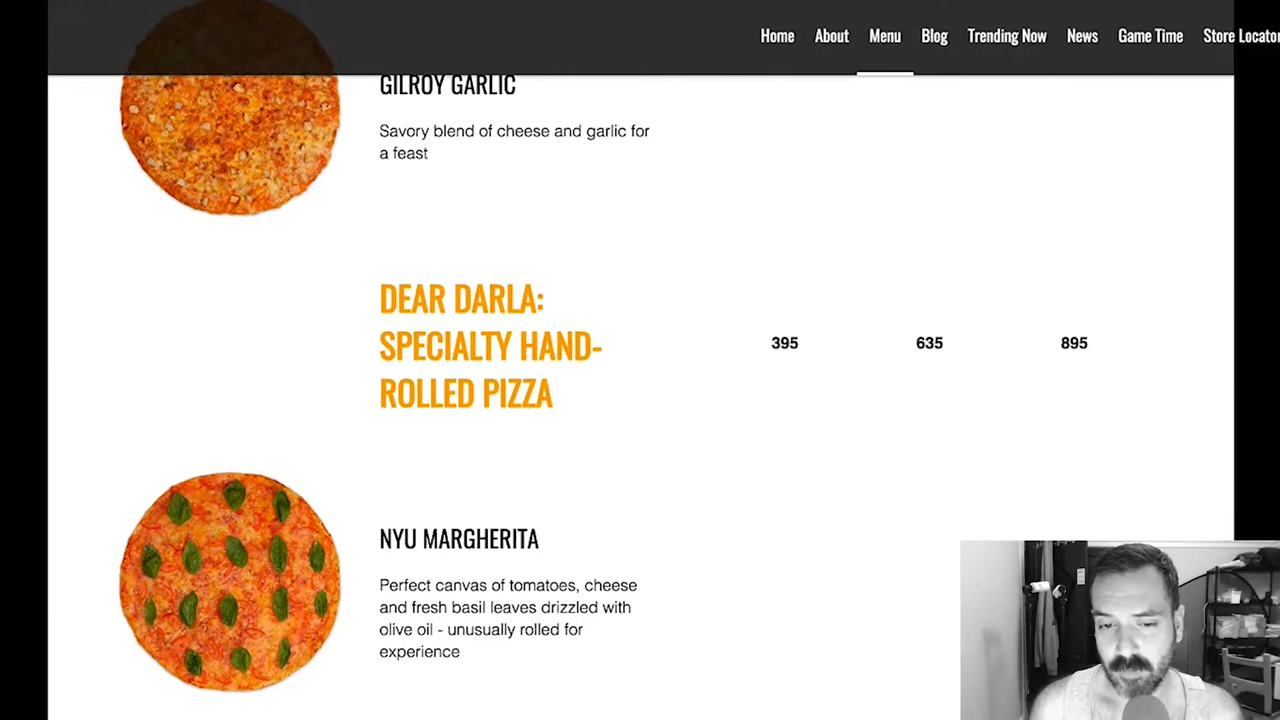 Home About Menu Blog Trending Now News Game Time Store Locator
GILROY GARLIC
Savory blend of cheese and garlic for
a feast
DEAR DARLA:
SPECIALTY HAND-
ROLLED PIZZA
395 635 895
NYU MARGHERITA
Perfect canvas of tomatoes, cheese
and fresh basil leaves drizzled with
olive oil - unusually rolled for
experience